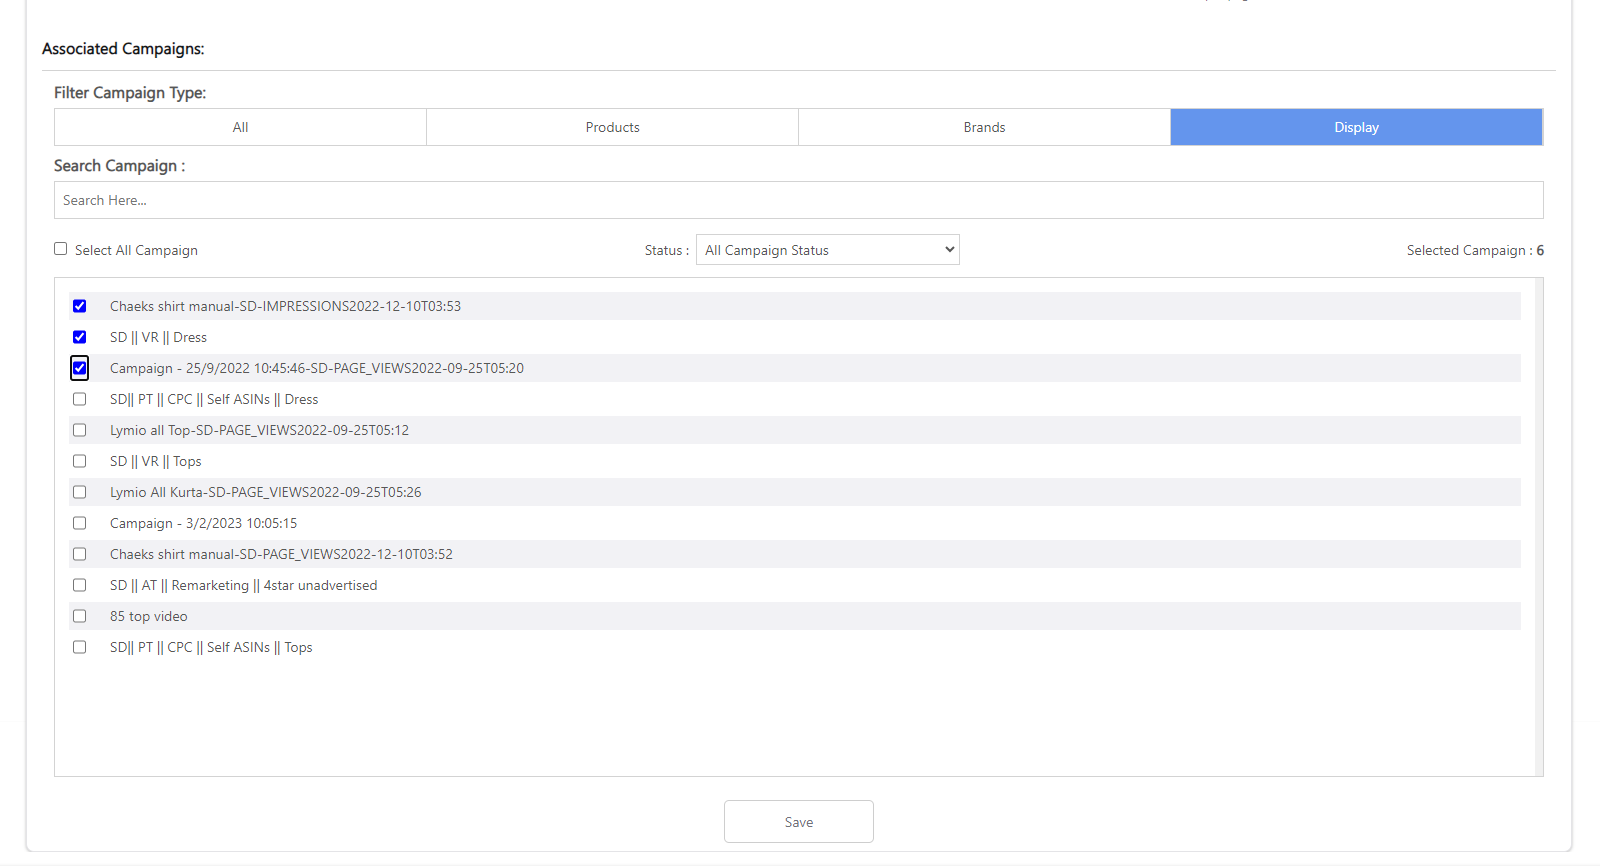 Associated Campaigns:
Filter Campaign Type:
All
Products
Brands
Display
Search Campaign :
Search Here...
Select All Campaign
Status :
All Campaign Status
Selected Campaign : 6
Chaeks shirt manual-SD-IMPRESSIONS2022-12-10T03:53
SD || VR || Dress
Campaign - 25/9/2022 10:45:46-SD-PAGE_VIEWS2022-09-25T05:20
SD|| PT || CPC || Self ASINs || Dress
Lymio all Top-SD-PAGE_VIEWS2022-09-25T05:12
SD || VR || Tops
Lymio All Kurta-SD-PAGE_VIEWS2022-09-25T05:26
Campaign - 3/2/2023 10:05:15
Chaeks shirt manual-SD-PAGE_VIEWS2022-12-10T03:52
SD || AT || Remarketing || 4star unadvertised
85 top video
SD|| PT || CPC || Self ASINs || Tops
Save